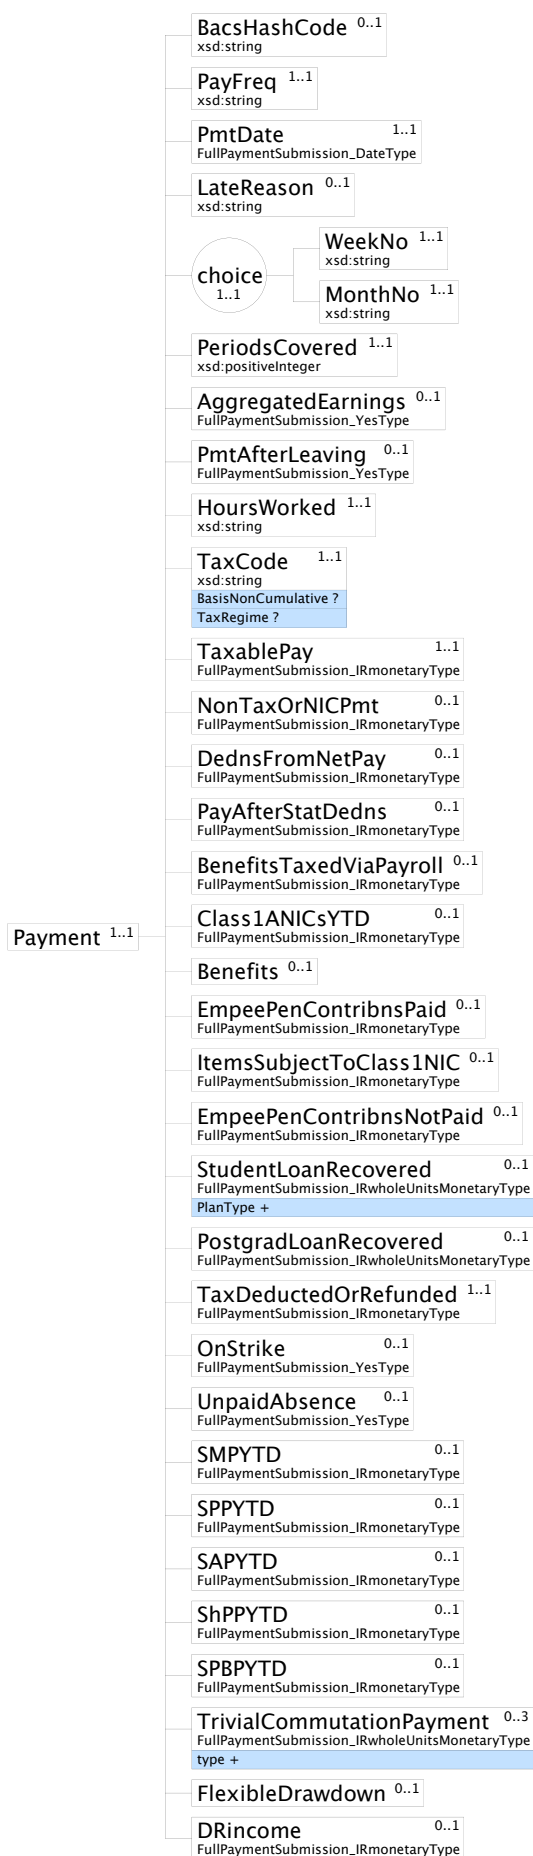 BacsHashCode 0..1
xsd:string
PayFreq 1..1
xsd:string
PmtDate 1..1
FullPaymentSubmission_DateType
LateReason 0..1
xsd:string
choice
1..1
WeekNo 1..1
xsd:string
MonthNo 1..1
xsd:string
PeriodsCovered 1..1
xsd:positiveInteger
AggregatedEarnings 0..1
FullPaymentSubmission_YesType
PmtAfterLeaving 0..1
FullPaymentSubmission_YesType
HoursWorked 1..1
xsd:string
TaxCode 1..1
xsd:string
BasisNonCumulative ?
TaxRegime ?
TaxablePay 1..1
FullPaymentSubmission_IRmonetaryType
NonTaxOrNICPmt 0..1
FullPaymentSubmission_IRmonetaryType
DednsFromNetPay 0..1
FullPaymentSubmission_IRmonetaryType
PayAfterStatDedns 0..1
FullPaymentSubmission_IRmonetaryType
BenefitsTaxedViaPayroll 0..1
FullPaymentSubmission_IRmonetaryType
Class1ANICsYTD 0..1
FullPaymentSubmission_IRmonetaryType
Payment 1..1
Benefits 0..1
EmpeePenContribnsPaid 0..1
FullPaymentSubmission_IRmonetaryType
ItemsSubjectToClass1NIC 0..1
FullPaymentSubmission_IRmonetaryType
EmpeePenContribnsNotPaid 0..1
FullPaymentSubmission_IRmonetaryType
StudentLoanRecovered 0..1
FullPaymentSubmission_IRwholeUnitsMonetaryType
PlanType +
PostgradLoanRecovered 0..1
FullPaymentSubmission_IRwholeUnitsMonetaryType
TaxDeductedOrRefunded 1..1
FullPaymentSubmission_IRmonetaryType
OnStrike 0..1
FullPaymentSubmission_YesType
UnpaidAbsence 0..1
FullPaymentSubmission_YesType
SMPYTD 0..1
FullPaymentSubmission_IRmonetaryType
SPPYTD 0..1
FullPaymentSubmission_IRmonetaryType
SAPYTD 0..1
FullPaymentSubmission_IRmonetaryType
ShPPYTD 0..1
FullPaymentSubmission_IRmonetaryType
SPBPYTD 0..1
FullPaymentSubmission_IRmonetaryType
TrivialCommutationPayment 0..3
FullPaymentSubmission_IRwholeUnitsMonetaryType
type +
FlexibleDrawdown 0..1
DRincome 0..1
FullPaymentSubmission_IRmonetaryType